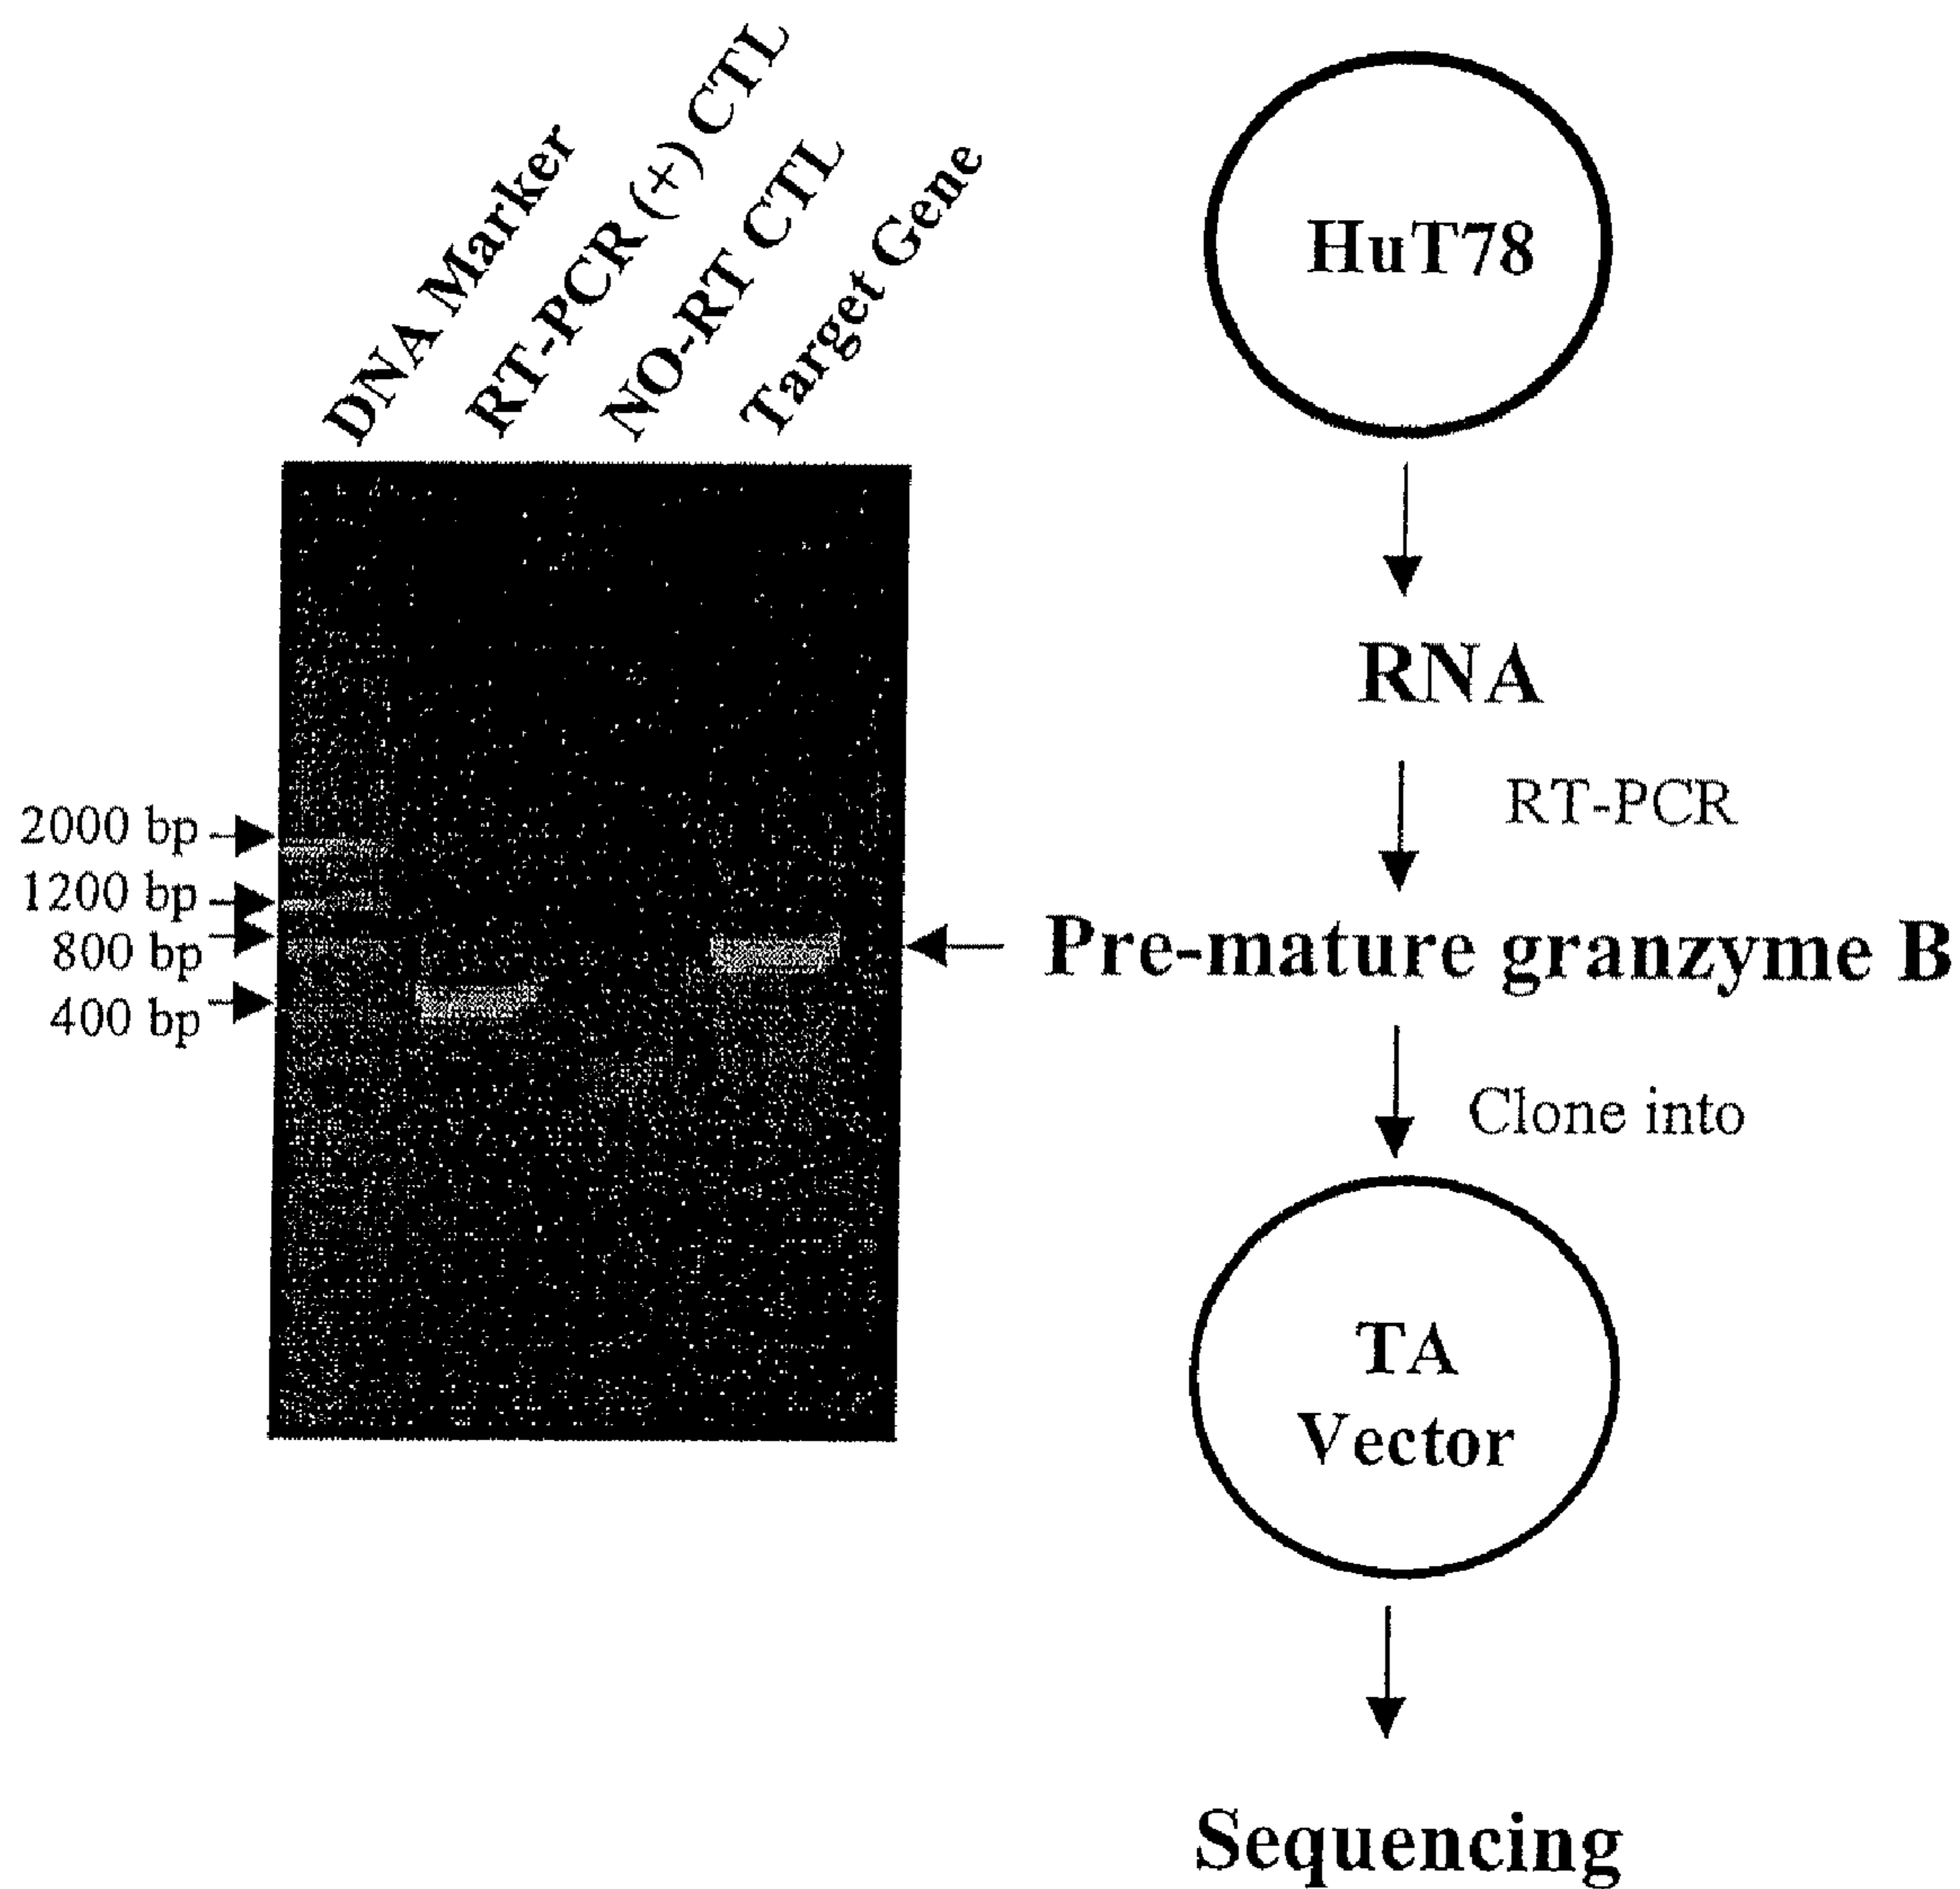 DNA Marker
RT-PCR (+) CTL
NO-RT CTL
Target Gene
2000 bp
1200 bp
800 bp
400 bp
HuT78
RNA
RT-PCR
Pre-mature granzyme B
Clone into
TA
Vector
Sequencing